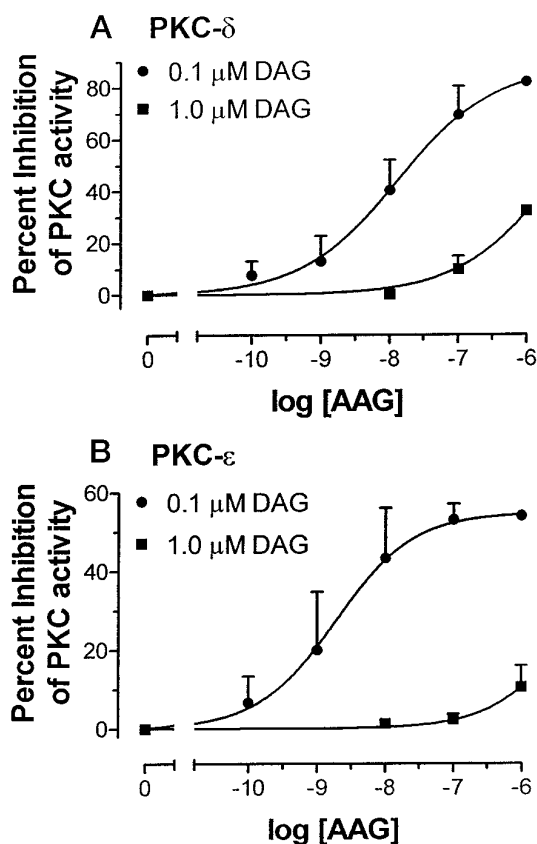 A PKC-δ
● 0.1 μM DAG
■ 1.0 μM DAG
Percent Inhibition
of PKC activity
80
60
40
20
0
0 -10 -9 -8 -7 -6
log [AAG]
B PKC-ε
● 0.1 μM DAG
■ 1.0 μM DAG
Percent Inhibition
of PKC activity
60
40
20
0
0 -10 -9 -8 -7 -6
log [AAG]